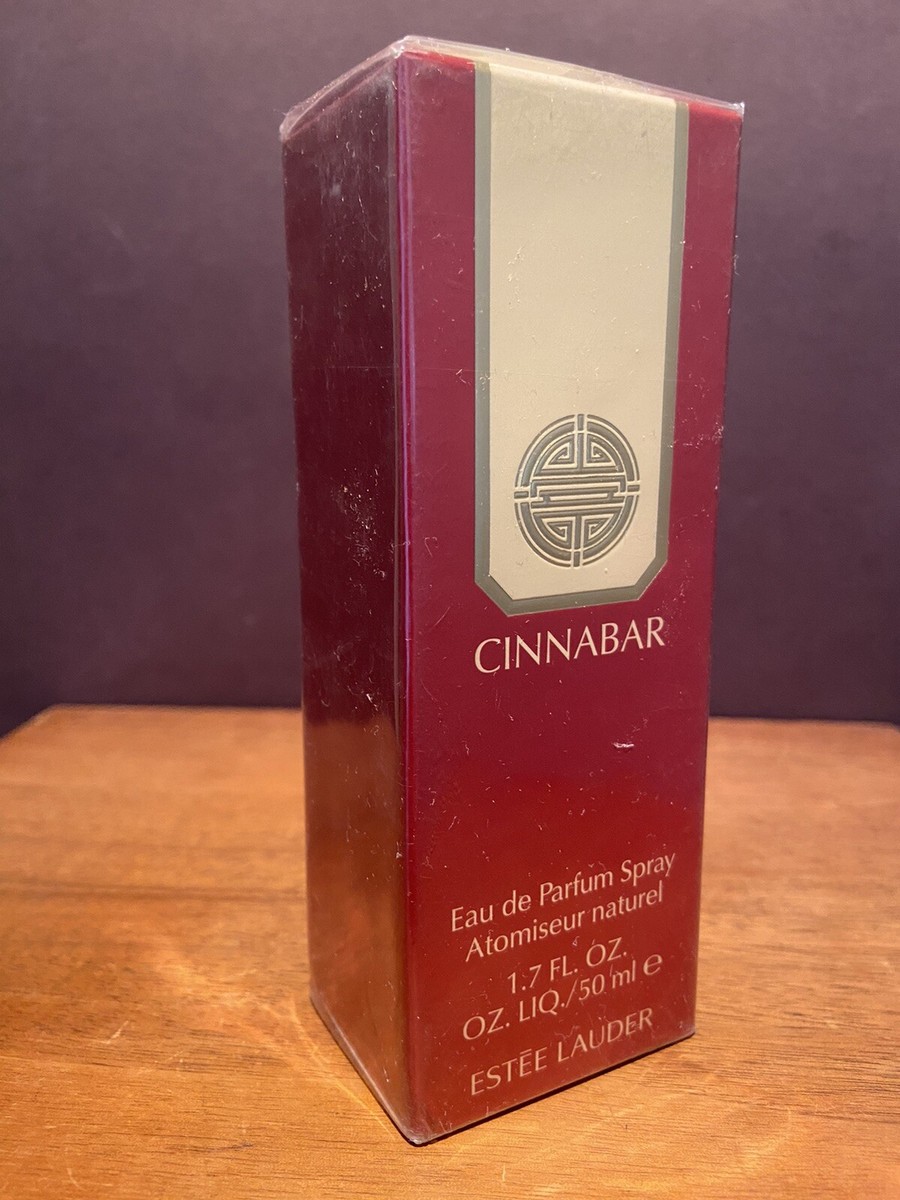 CINNABAR
Eau de Parfum Spray
Atomiseur naturel
1.7 FL. OZ.
OZ. LIQ./50 ml ℮
ESTĒE LAUDER